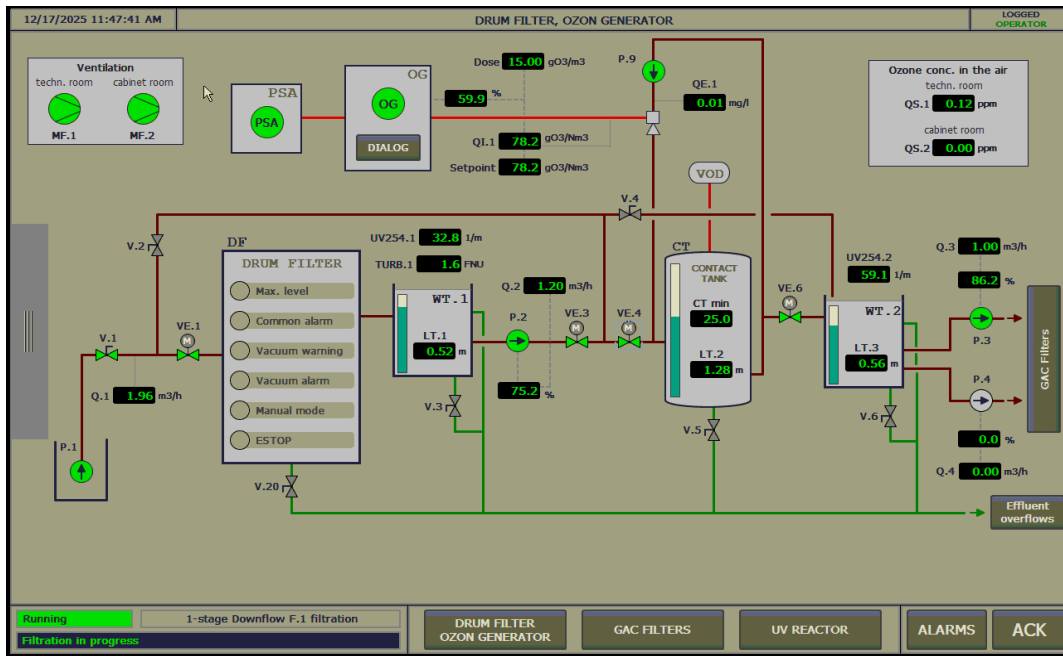 12/17/2025 11:47:41 AM
DRUM FILTER, OZON GENERATOR
LOGGED
OPERATOR
Ventilation
techn. room cabinet room
MF.1 MF.2
PSA
PSA
OG
OG
DIALOG
Dose 15.00 gO3/m3
59.9 %
QI.1 78.2 gO3/Nm3
Setpoint 78.2 gO3/Nm3
P.9
QE.1
0.01 mg/l
Ozone conc. in the air
techn. room
QS.1 0.12 ppm
cabinet room
QS.2 0.00 ppm
VOD
V.4
V.2
DF
DRUM FILTER
Max. level
Common alarm
Vacuum warning
Vacuum alarm
Manual mode
ESTOP
UV254.1 32.8 1/m
TURB.1 1.6 FNU
WT.1
LT.1
0.52 m
Q.2 1.20 m3/h
P.2
75.2 %
VE.3
VE.4
CT
CONTACT
TANK
CT min
25.0
LT.2
1.28 m
VE.6
UV254.2
59.1 1/m
WT.2
LT.3
0.56 m
Q.3 1.00 m3/h
86.2 %
P.3
P.4
0.0 %
Q.4 0.00 m3/h
GAC Filters
V.1
VE.1
Q.1 1.96 m3/h
P.1
V.3
V.5
V.6
V.20
Effluent
overflows
Running
1-stage Downflow F.1 filtration
Filtration in progress
DRUM FILTER
OZON GENERATOR
GAC FILTERS
UV REACTOR
ALARMS
ACK
M
M
M
M